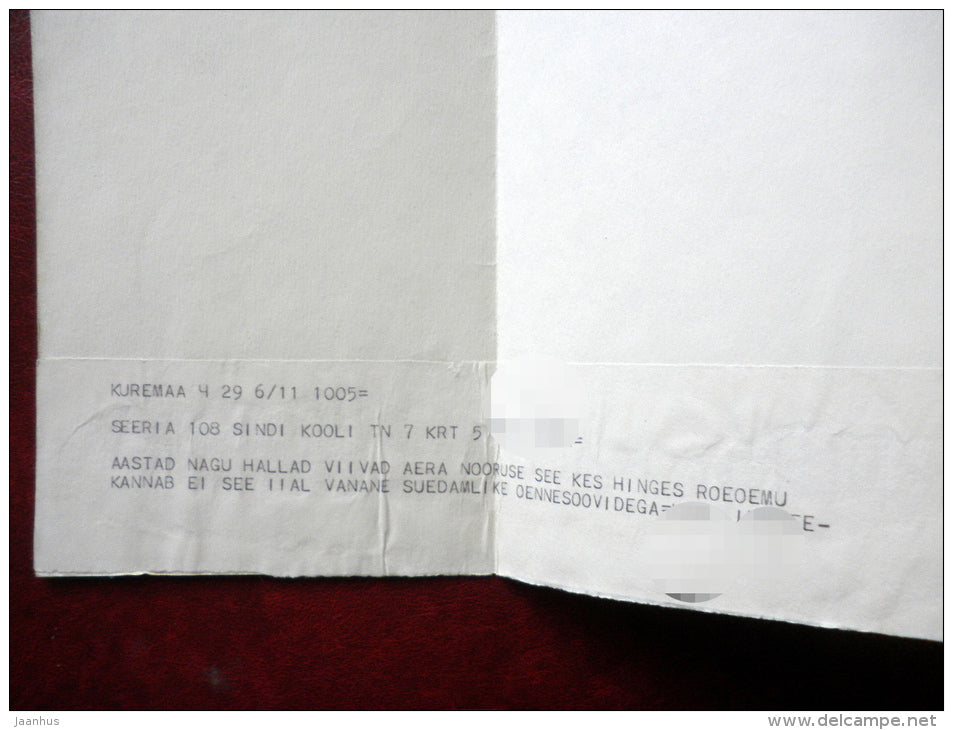 KUREMAA Ч 29 6/11 1005=
SEERIA 108 SINDI KOOLI TN 7 KRT 5 =
AASTAD NAGU HALLAD VIIVAD AERA NOORUSE SEE KES HINGES ROEOEMU
KANNAB EI SEE IIAL VANANE SUEDAMLIKE OENNESOOVIDEGA=
Jaanhus
www.delcampe.net